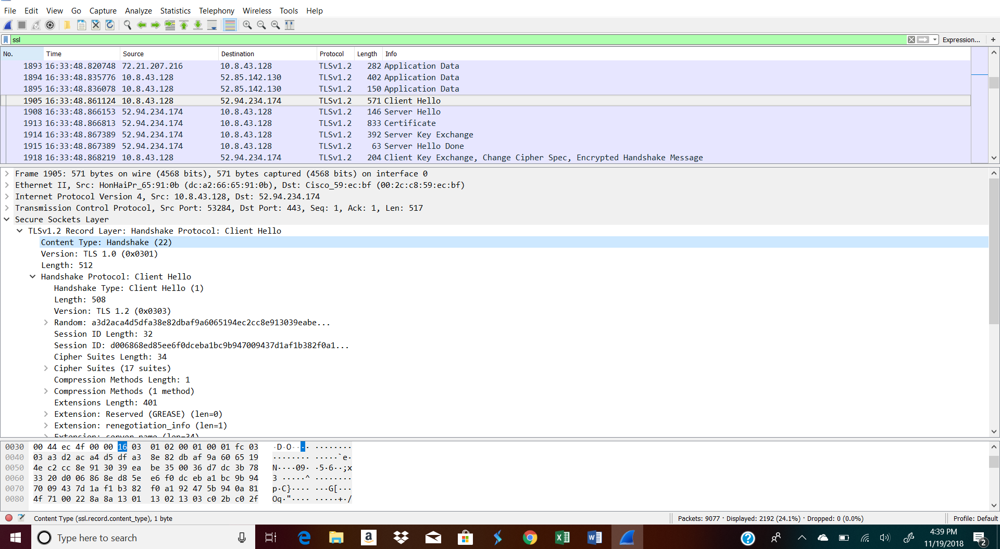 File Edit View Go Capture Analyze Statistics Telephony Wireless Tools Help
ssl Expression... +
No. Time Source Destination Protocol Length Info
1893 16:33:48.820748 72.21.207.216 10.8.43.128 TLSv1.2 282 Application Data
1894 16:33:48.835776 10.8.43.128 52.85.142.130 TLSv1.2 402 Application Data
1895 16:33:48.836078 10.8.43.128 52.85.142.130 TLSv1.2 150 Application Data
1905 16:33:48.861124 10.8.43.128 52.94.234.174 TLSv1.2 571 Client Hello
1908 16:33:48.866153 52.94.234.174 10.8.43.128 TLSv1.2 146 Server Hello
1913 16:33:48.866813 52.94.234.174 10.8.43.128 TLSv1.2 833 Certificate
1914 16:33:48.867389 52.94.234.174 10.8.43.128 TLSv1.2 392 Server Key Exchange
1915 16:33:48.867389 52.94.234.174 10.8.43.128 TLSv1.2 63 Server Hello Done
1918 16:33:48.868219 10.8.43.128 52.94.234.174 TLSv1.2 204 Client Key Exchange, Change Cipher Spec, Encrypted Handshake Message
Frame 1905: 571 bytes on wire (4568 bits), 571 bytes captured (4568 bits) on interface 0
Ethernet II, Src: HonHaiPr_65:91:0b (dc:a2:66:65:91:0b), Dst: Cisco_59:ec:bf (00:2c:c8:59:ec:bf)
Internet Protocol Version 4, Src: 10.8.43.128, Dst: 52.94.234.174
Transmission Control Protocol, Src Port: 53284, Dst Port: 443, Seq: 1, Ack: 1, Len: 517
Secure Sockets Layer
TLSv1.2 Record Layer: Handshake Protocol: Client Hello
Content Type: Handshake (22)
Version: TLS 1.0 (0x0301)
Length: 512
Handshake Protocol: Client Hello
Handshake Type: Client Hello (1)
Length: 508
Version: TLS 1.2 (0x0303)
Random: a3d2aca4d5dfa38e82dbaf9a6065194ec2cc8e913039eabe...
Session ID Length: 32
Session ID: d006868ed85ee6f0dceba1bc9b947009437d1af1b382f0a1...
Cipher Suites Length: 34
Cipher Suites (17 suites)
Compression Methods Length: 1
Compression Methods (1 method)
Extensions Length: 401
Extension: Reserved (GREASE) (len=0)
Extension: renegotiation_info (len=1)
Extension: server_name (len=34)
0030 00 44 ec 4f 00 00 16 03 01 02 00 01 00 01 fc 03 ·D·O···· ········
0040 03 a3 d2 ac a4 d5 df a3 8e 82 db af 9a 60 65 19 ········ ·····`e·
0050 4e c2 cc 8e 91 30 39 ea be 35 00 36 d7 dc 3b 78 N····09· ·5·6··;x
0060 33 20 d0 06 86 8e d8 5e e6 f0 dc eb a1 bc 9b 94 3 ·····^ ········
0070 70 09 43 7d 1a f1 b3 82 f0 a1 92 47 5b 94 0a 81 p·C}···· ···G[···
0080 4f 71 00 22 8a 8a 13 01 13 02 13 03 c0 2b c0 2f Oq·"···· ·····+·/
Content Type (ssl.record.content_type), 1 byte Packets: 9077 · Displayed: 2192 (24.1%) · Dropped: 0 (0.0%) Profile: Default
Type here to search 4:39 PM
11/19/2018 2